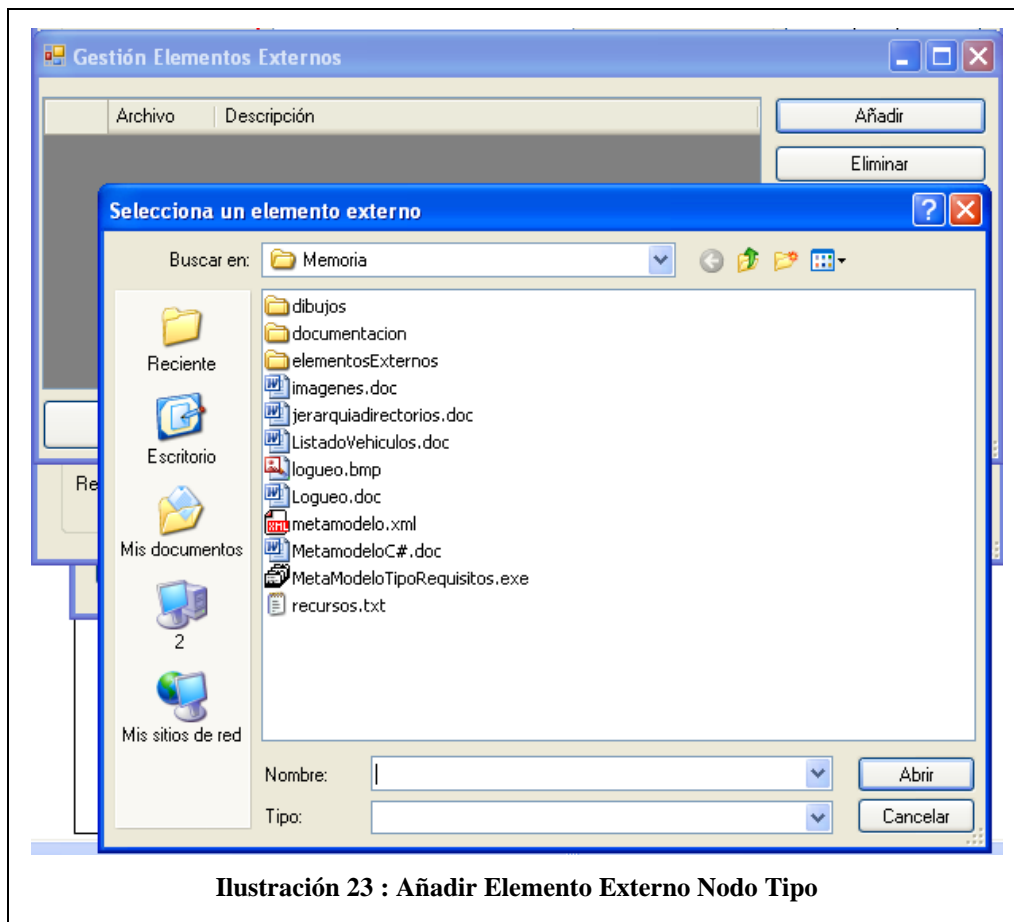 Gestión Elementos Externos
Archivo Descripción
Añadir
Eliminar
Selecciona un elemento externo
Buscar en: Memoria
dibujos
documentacion
elementosExternos
imagenes.doc
jerarquiadirectorios.doc
ListadoVehiculos.doc
logueo.bmp
Logueo.doc
metamodelo.xml
MetamodeloC#.doc
MetaModeloTipoRequisitos.exe
recursos.txt
Reciente
Escritorio
Mis documentos
2
Mis sitios de red
Re
Nombre:
Abrir
Tipo:
Cancelar
Ilustración 23 : Añadir Elemento Externo Nodo Tipo